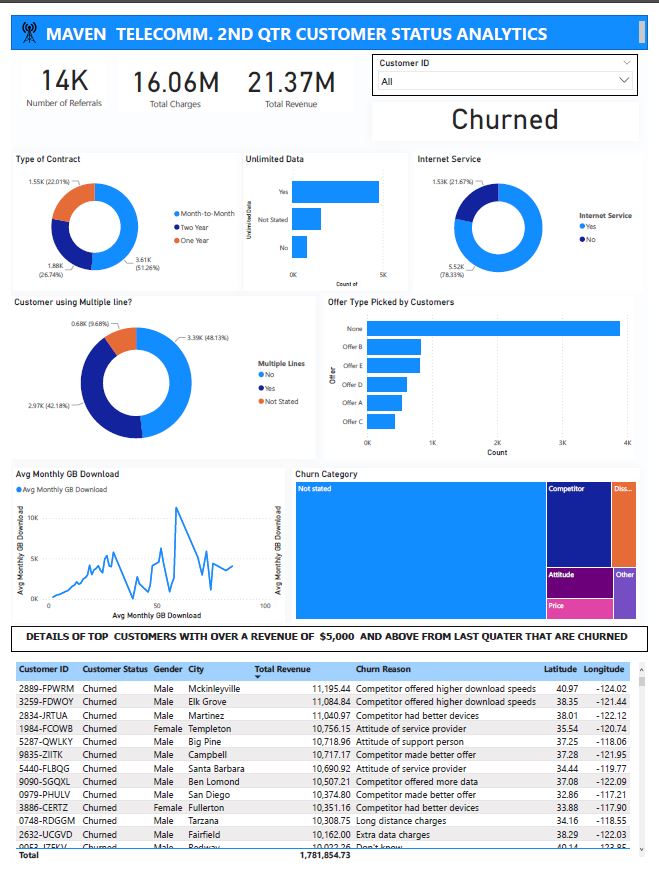 MAVEN TELECOMM. 2ND QTR CUSTOMER STATUS ANALYTICS
14K
Number of Referrals
16.06M
Total Charges
21.37M
Total Revenue
Customer ID
All
Churned
Type of Contract
1.55K (22.01%)
1.88K
(26.74%)
3.61K
(51.26%)
Month-to-Month
Two Year
One Year
Unlimited Data
Unlimited Data
Yes
Not Stated
No
0K 5K
Count of
Internet Service
1.53K (21.67%)
5.52K
(78.33%)
Internet Service
Yes
No
Customer using Multiple line?
0.68K (9.68%)
3.39K (48.13%)
2.97K (42.18%)
Multiple Lines
No
Yes
Not Stated
Offer Type Picked by Customers
Offer
None
Offer B
Offer E
Offer D
Offer A
Offer C
0K 1K 2K 3K 4K
Count
Avg Monthly GB Download
Avg Monthly GB Download
Avg Monthly GB Download
10K
5K
0K
0 50 100
Avg Monthly GB Download
Avg Monthly GB Download
Churn Category
Not stated
Competitor
Diss...
Attitude
Other
Price
DETAILS OF TOP CUSTOMERS WITH OVER A REVENUE OF $5,000 AND ABOVE FROM LAST QUATER THAT ARE CHURNED
Customer ID Customer Status Gender City Total Revenue Churn Reason Latitude Longitude
2889-FPWRM Churned Male Mckinleyville 11,195.44 Competitor offered higher download speeds 40.97 -124.02
3259-FDWOY Churned Male Elk Grove 11,084.84 Competitor offered higher download speeds 38.35 -121.44
2834-JRTUA Churned Male Martinez 11,040.97 Competitor had better devices 38.01 -122.12
1984-FCOWB Churned Female Templeton 10,756.15 Attitude of service provider 35.54 -120.74
5287-QWLKY Churned Male Big Pine 10,718.96 Attitude of support person 37.25 -118.06
9835-ZIITK Churned Male Campbell 10,717.17 Competitor made better offer 37.28 -121.95
5440-FLBQG Churned Male Santa Barbara 10,690.92 Attitude of service provider 34.44 -119.77
9090-SGQXL Churned Male Ben Lomond 10,507.21 Competitor offered more data 37.08 -122.09
0979-PHULV Churned Male San Diego 10,374.80 Competitor made better offer 32.86 -117.21
3886-CERTZ Churned Female Fullerton 10,351.16 Competitor had better devices 33.88 -117.90
0748-RDGGM Churned Male Tarzana 10,308.75 Long distance charges 34.16 -118.55
2632-UCGVD Churned Male Fairfield 10,162.00 Extra data charges 38.29 -122.03
Churned Male Redway 10,022.26 Don't know 40.14 -123.85
Total 1,781,854.73